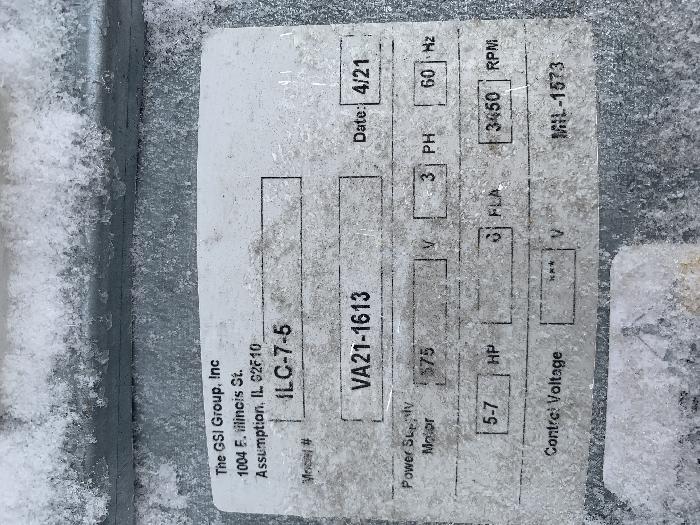 The GSI Group, Inc
1004 E. Illinois St.
Assumption, IL 62510
Model # ILC-7-5
VA21-1613 Date: 4/21
Power Supply
Motor 575 V 3 PH 60 Hz
5-7 HP 6 FLA 3450 RPM
Control Voltage *** V MIL-1573